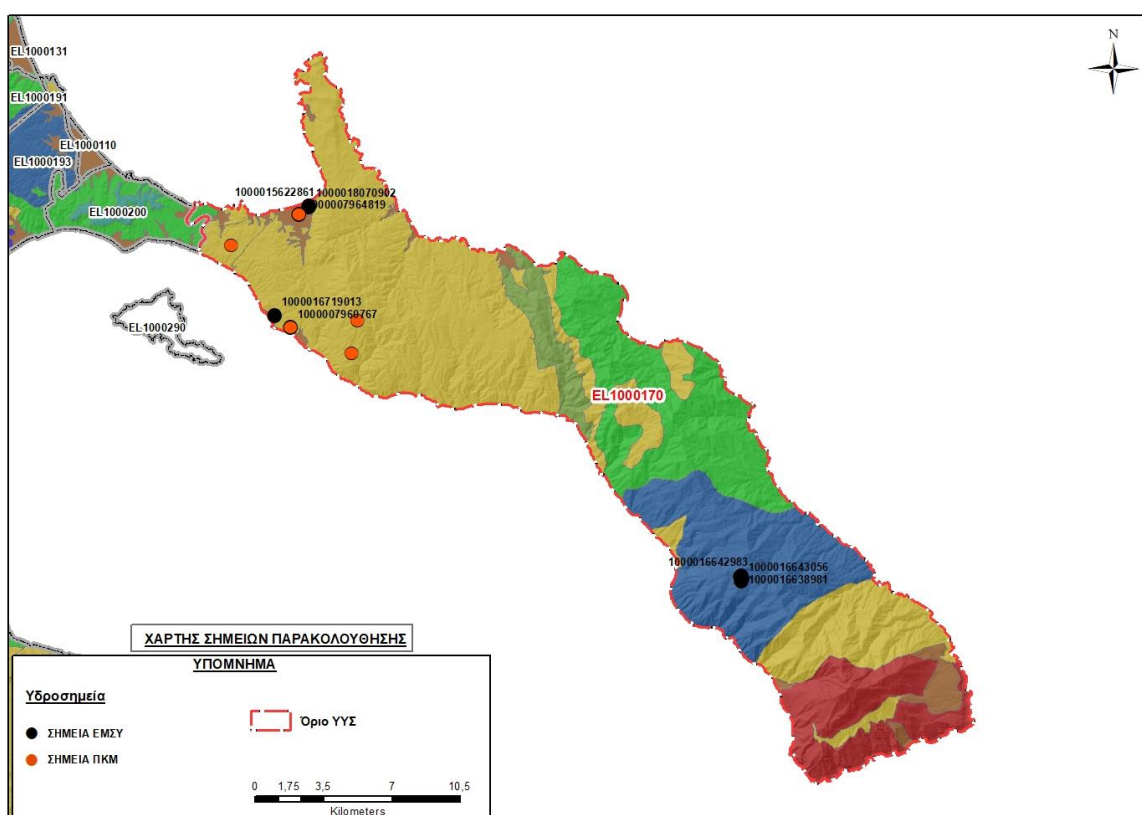 N
EL1000131
EL1000191
EL1000110
EL1000193
EL1000200
1000015622861
1000018070902
1000007964819
1000016719013
1000007960767
EL1000290
EL1000170
1000016642983
1000016643056
1000016638981
ΧΑΡΤΗΣ ΣΗΜΕΙΩΝ ΠΑΡΑΚΟΛΟΥΘΗΣΗΣ
ΥΠΟΜΝΗΜΑ
Υδροσημεία
Όριο ΥΥΣ
ΣΗΜΕΙΑ ΕΜΣΥ
ΣΗΜΕΙΑ ΠΚΜ
0 1,75 3,5 7 10,5
Kilometers